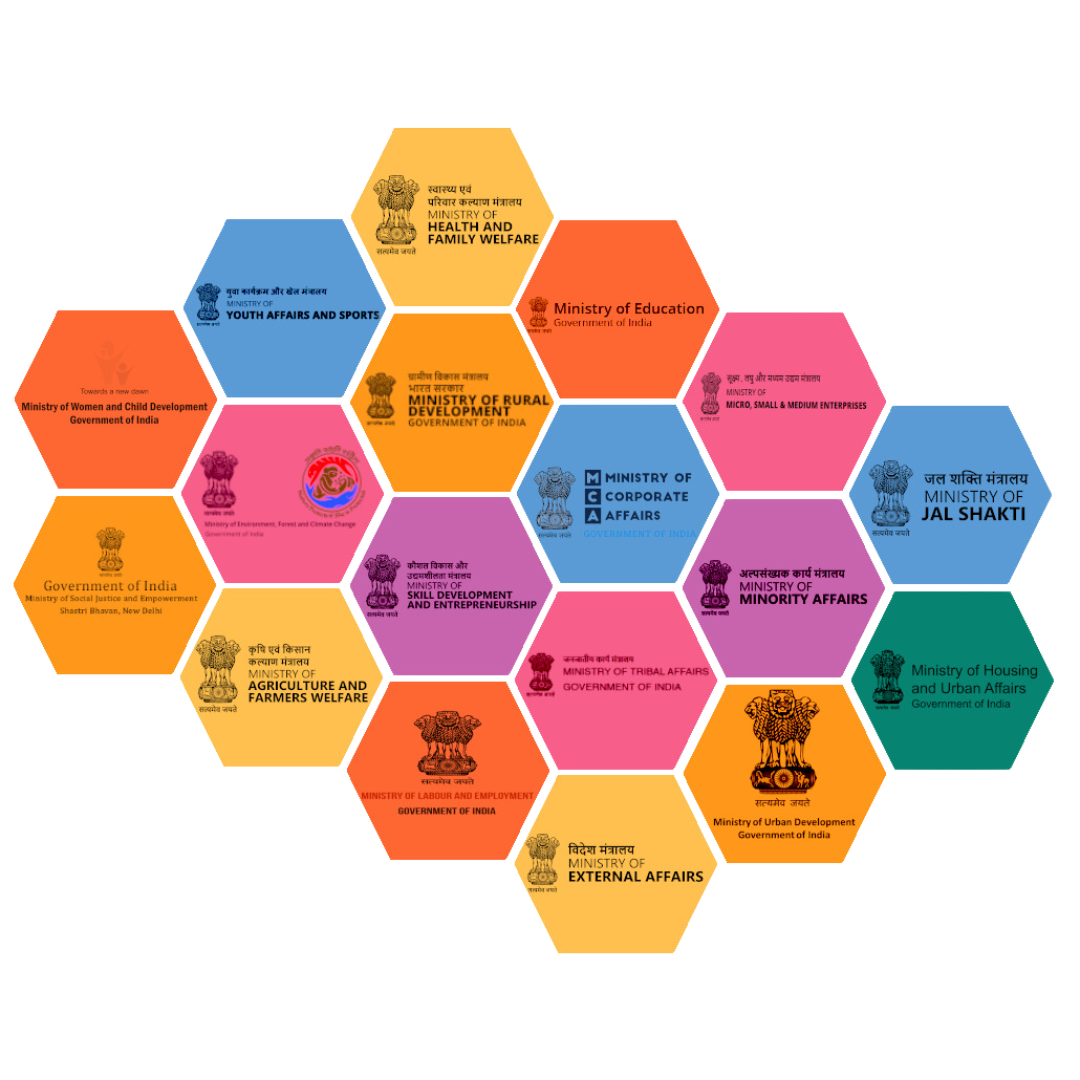 स्वास्थ्य एवं
परिवार कल्याण मंत्रालय
MINISTRY OF
HEALTH AND
FAMILY WELFARE
सत्यमेव जयते
युवा कार्यक्रम और खेल मंत्रालय
MINISTRY OF
YOUTH AFFAIRS AND SPORTS
सत्यमेव जयते
Ministry of Education
Government of India
सत्यमेव जयते
Towards a new dawn
Ministry of Women and Child Development
Government of India
ग्रामीण विकास मंत्रालय
भारत सरकार
MINISTRY OF RURAL
DEVELOPMENT
GOVERNMENT OF INDIA
सत्यमेव जयते
सूक्ष्म , लघु और मध्यम उद्यम मंत्रालय
MINISTRY OF
MICRO, SMALL & MEDIUM ENTERPRISES
सत्यमेव जयते
सत्यमेव जयते
Ministry of Environment, Forest and Climate Change
Government of India
M MINISTRY OF
C CORPORATE
A AFFAIRS
GOVERNMENT OF INDIA
सत्यमेव जयते
जल शक्ति मंत्रालय
MINISTRY OF
JAL SHAKTI
सत्यमेव जयते
सत्यमेव जयते
Government of India
Ministry of Social Justice and Empowerment
Shastri Bhavan, New Delhi
कौशल विकास और
उद्यमशीलता मंत्रालय
MINISTRY OF
SKILL DEVELOPMENT
AND ENTREPRENEURSHIP
सत्यमेव जयते
अल्पसंख्यक कार्य मंत्रालय
MINISTRY OF
MINORITY AFFAIRS
सत्यमेव जयते
कृषि एवं किसान
कल्याण मंत्रालय
MINISTRY OF
AGRICULTURE AND
FARMERS WELFARE
सत्यमेव जयते
जनजातीय कार्य मंत्रालय
MINISTRY OF TRIBAL AFFAIRS
GOVERNMENT OF INDIA
सत्यमेव जयते
Ministry of Housing
and Urban Affairs
Government of India
सत्यमेव जयते
सत्यमेव जयते
MINISTRY OF LABOUR AND EMPLOYMENT
GOVERNMENT OF INDIA
सत्यमेव जयते
Ministry of Urban Development
Government of India
विदेश मंत्रालय
MINISTRY OF
EXTERNAL AFFAIRS
सत्यमेव जयते